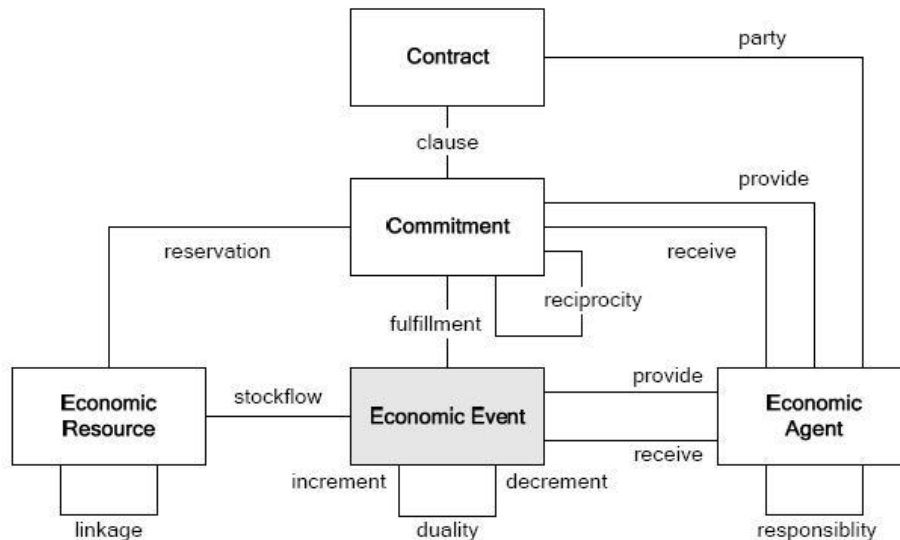 party
Contract
clause
provide
Commitment
reservation
receive
reciprocity
fulfillment
provide
Economic
Resource
stockflow
Economic Event
Economic
Agent
receive
increment
decrement
linkage
duality
responsiblity